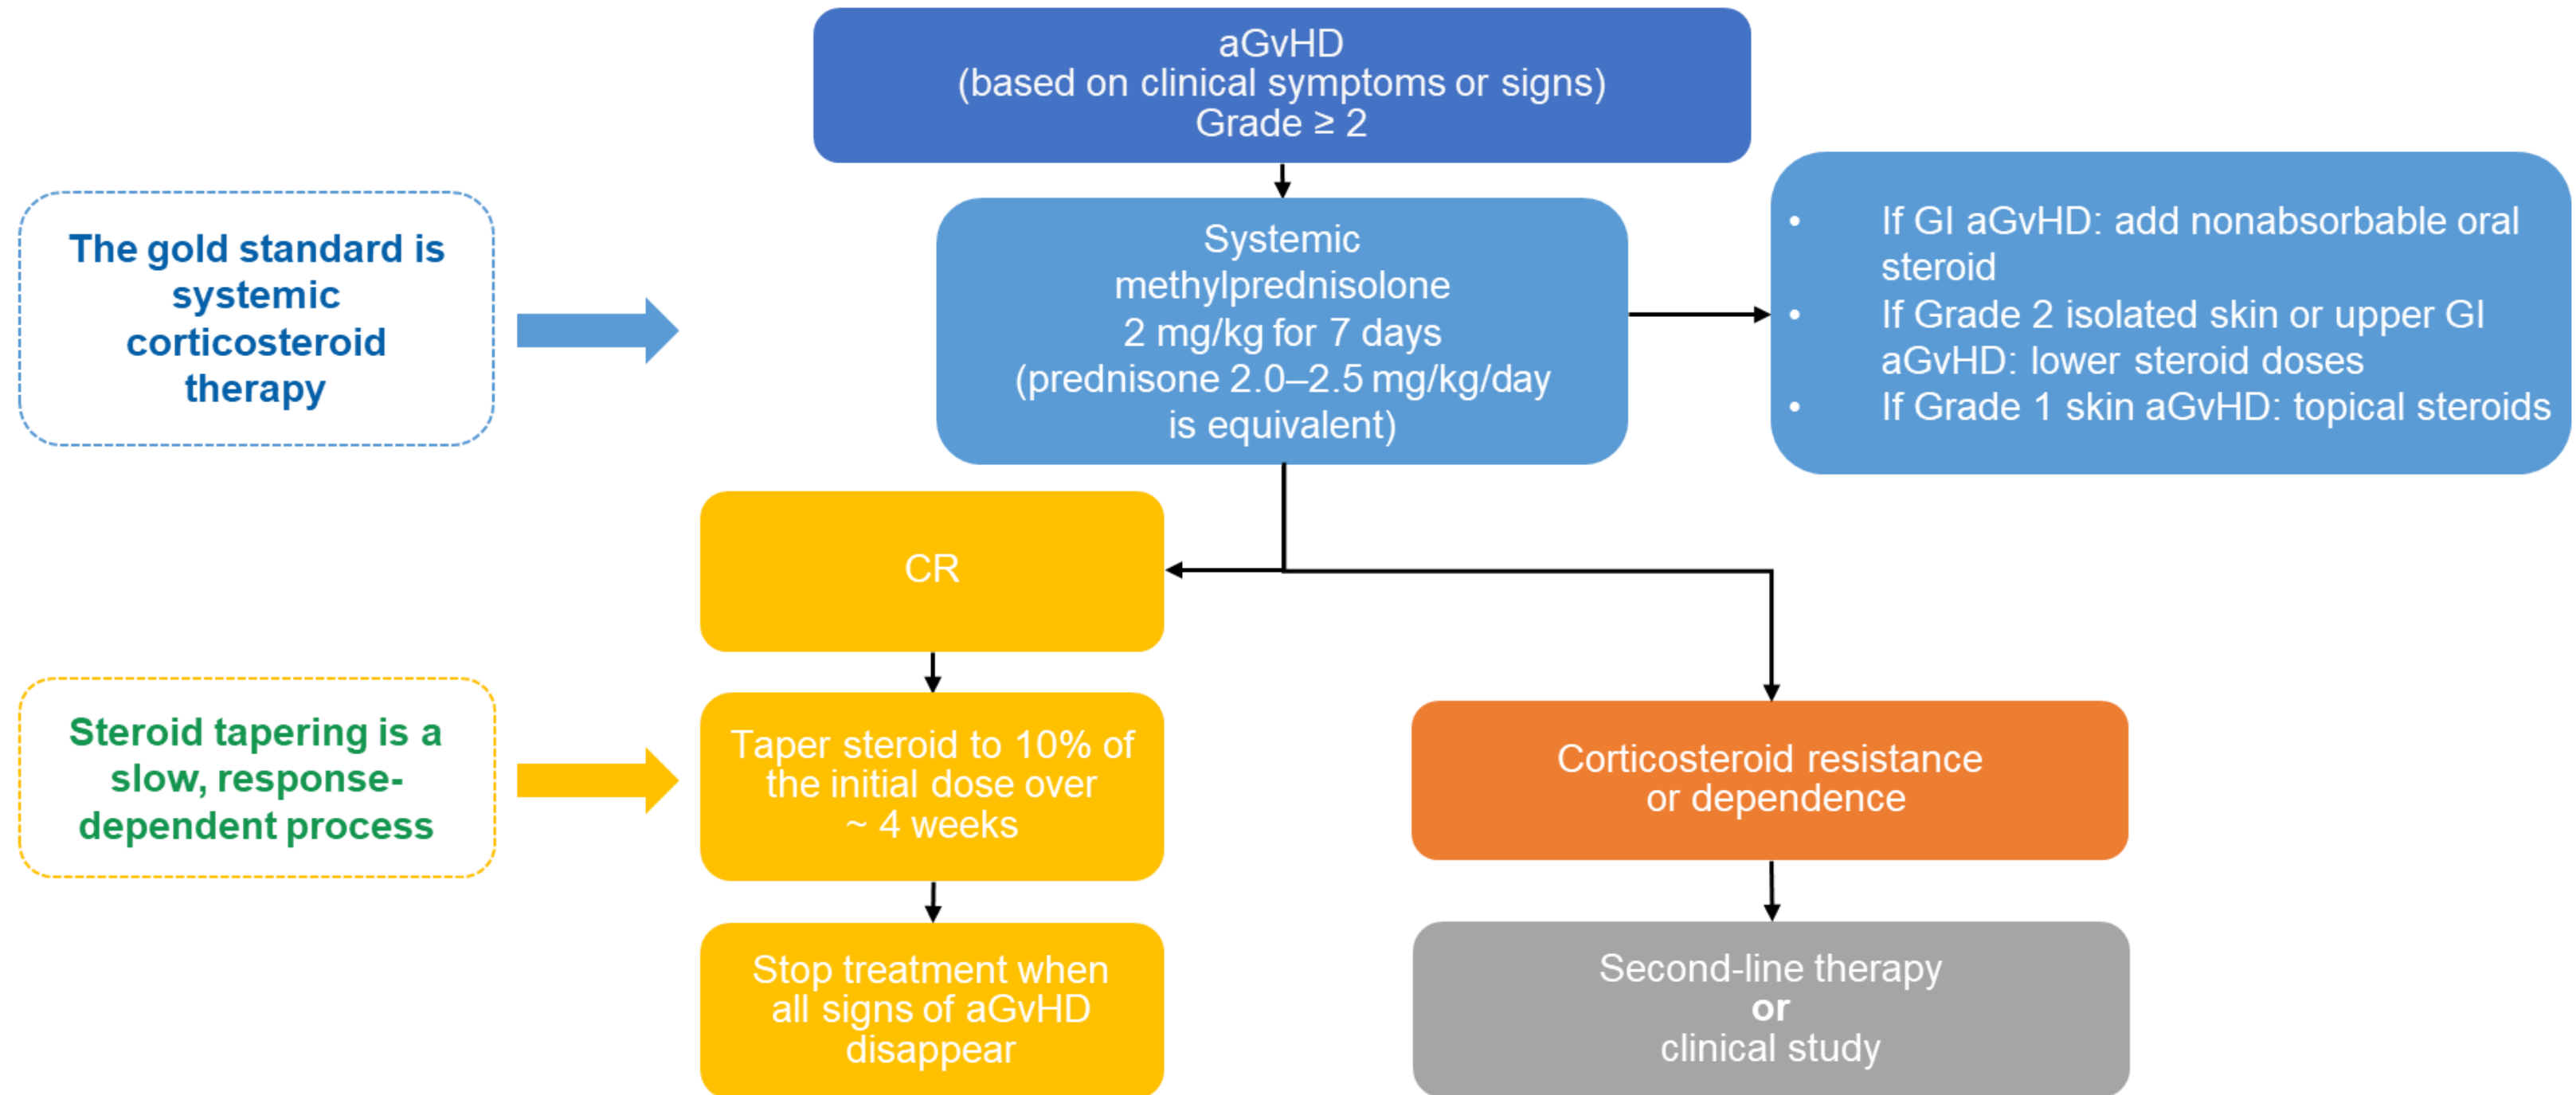 aGvHD
(based on clinical symptoms or signs)
Grade ≥ 2
The gold standard is
systemic
corticosteroid
therapy
Systemic
methylprednisolone
2 mg/kg for 7 days
(prednisone 2.0–2.5 mg/kg/day
is equivalent)
• If GI aGvHD: add nonabsorbable oral
steroid
• If Grade 2 isolated skin or upper GI
aGvHD: lower steroid doses
• If Grade 1 skin aGvHD: topical steroids
CR
Steroid tapering is a
slow, response-
dependent process
Taper steroid to 10% of
the initial dose over
~ 4 weeks
Corticosteroid resistance
or dependence
Stop treatment when
all signs of aGvHD
disappear
Second-line therapy
or
clinical study